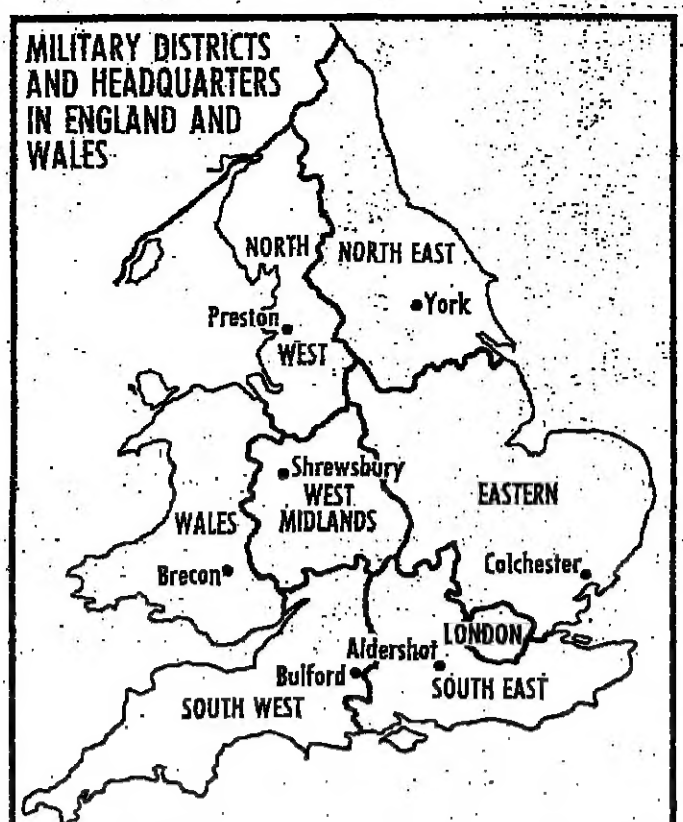 MILITARY DISTRICTS
AND HEADQUARTERS
IN ENGLAND AND
WALES
NORTH
NORTH EAST
York
Preston
WEST
Shrewsbury
WEST
MIDLANDS
EASTERN
WALES
Brecon
Colchester
LONDON
Aldershot
Bulford
SOUTH EAST
SOUTH WEST